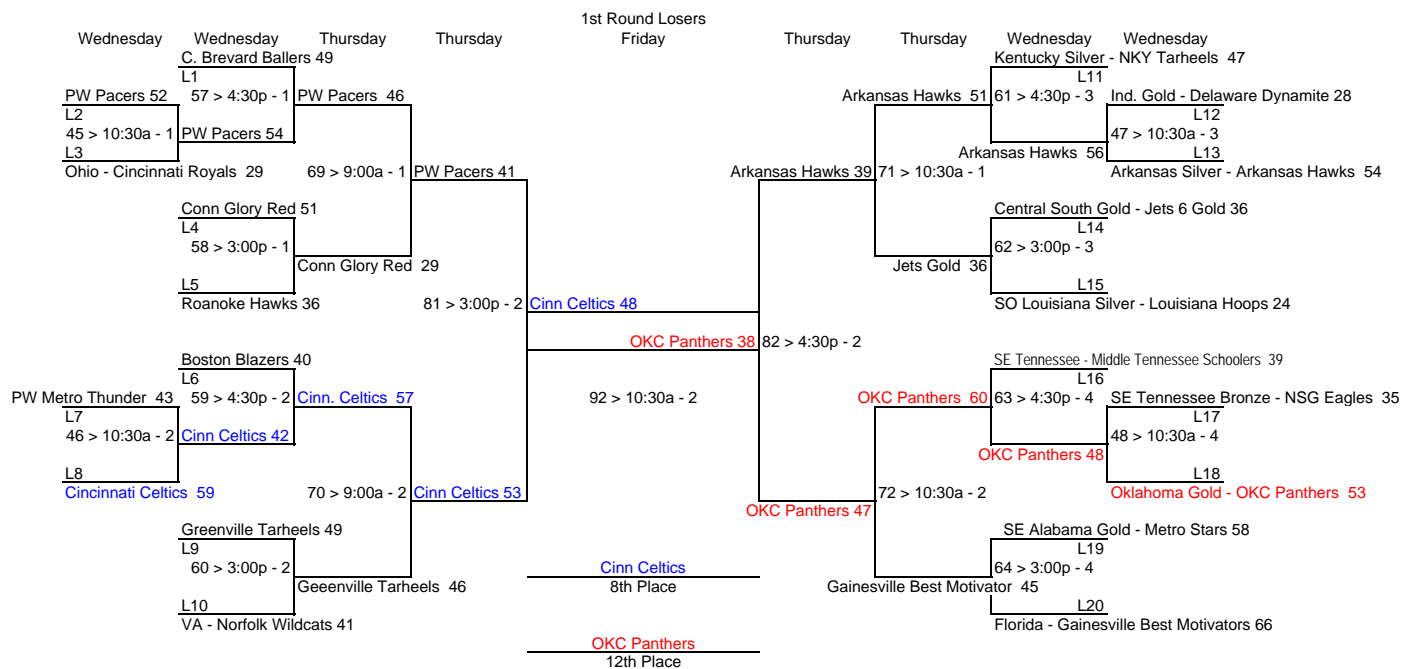 1st Round Losers
Wednesday Wednesday Thursday Thursday Friday Thursday Thursday Wednesday Wednesday
C. Brevard Ballers 49 Kentucky Silver - NKY Tarheels 47
L1 L11
PW Pacers 52 57 > 4:30p - 1 PW Pacers 46 Arkansas Hawks 51 61 > 4:30p - 3 Ind. Gold - Delaware Dynamite 28
L2 L12
45 > 10:30a - 1 PW Pacers 54 47 > 10:30a - 3
L3 Arkansas Hawks 56 L13
Ohio - Cincinnati Royals 29 69 > 9:00a - 1 PW Pacers 41 Arkansas Hawks 39 71 > 10:30a - 1 Arkansas Silver - Arkansas Hawks 54
Conn Glory Red 51 Central South Gold - Jets 6 Gold 36
L4 L14
58 > 3:00p - 1 62 > 3:00p - 3
Conn Glory Red 29 Jets Gold 36
L5 L15
Roanoke Hawks 36 81 > 3:00p - 2 Cinn Celtics 48 SO Louisiana Silver - Louisiana Hoops 24
OKC Panthers 38 82 > 4:30p - 2
Boston Blazers 40 SE Tennessee - Middle Tennessee Schoolers 39
L6 L16
PW Metro Thunder 43 59 > 4:30p - 2 Cinn. Celtics 57 92 > 10:30a - 2 OKC Panthers 60 63 > 4:30p - 4 SE Tennessee Bronze - NSG Eagles 35
L7 L17
46 > 10:30a - 2 Cinn Celtics 42 48 > 10:30a - 4
OKC Panthers 48
L8 L18
Cincinnati Celtics 59 70 > 9:00a - 2 Cinn Celtics 53 72 > 10:30a - 2 Oklahoma Gold - OKC Panthers 53
OKC Panthers 47
Greenville Tarheels 49 SE Alabama Gold - Metro Stars 58
L9 L19
60 > 3:00p - 2 Cinn Celtics 64 > 3:00p - 4
Geeenville Tarheels 46 8th Place Gainesville Best Motivator 45
L10 L20
VA - Norfolk Wildcats 41 Florida - Gainesville Best Motivators 66
OKC Panthers
12th Place